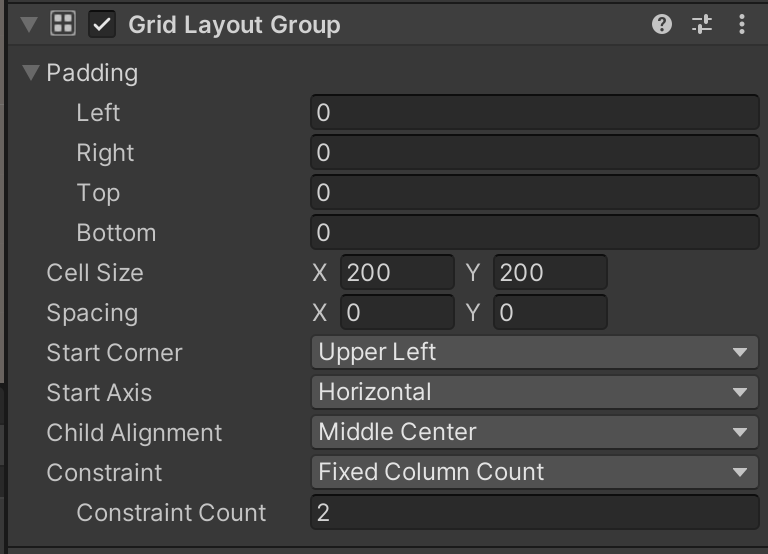 Grid Layout Group
Padding
Left 0
Right 0
Top 0
Bottom 0
Cell Size X 200 Y 200
Spacing X 0 Y 0
Start Corner Upper Left
Start Axis Horizontal
Child Alignment Middle Center
Constraint Fixed Column Count
Constraint Count 2